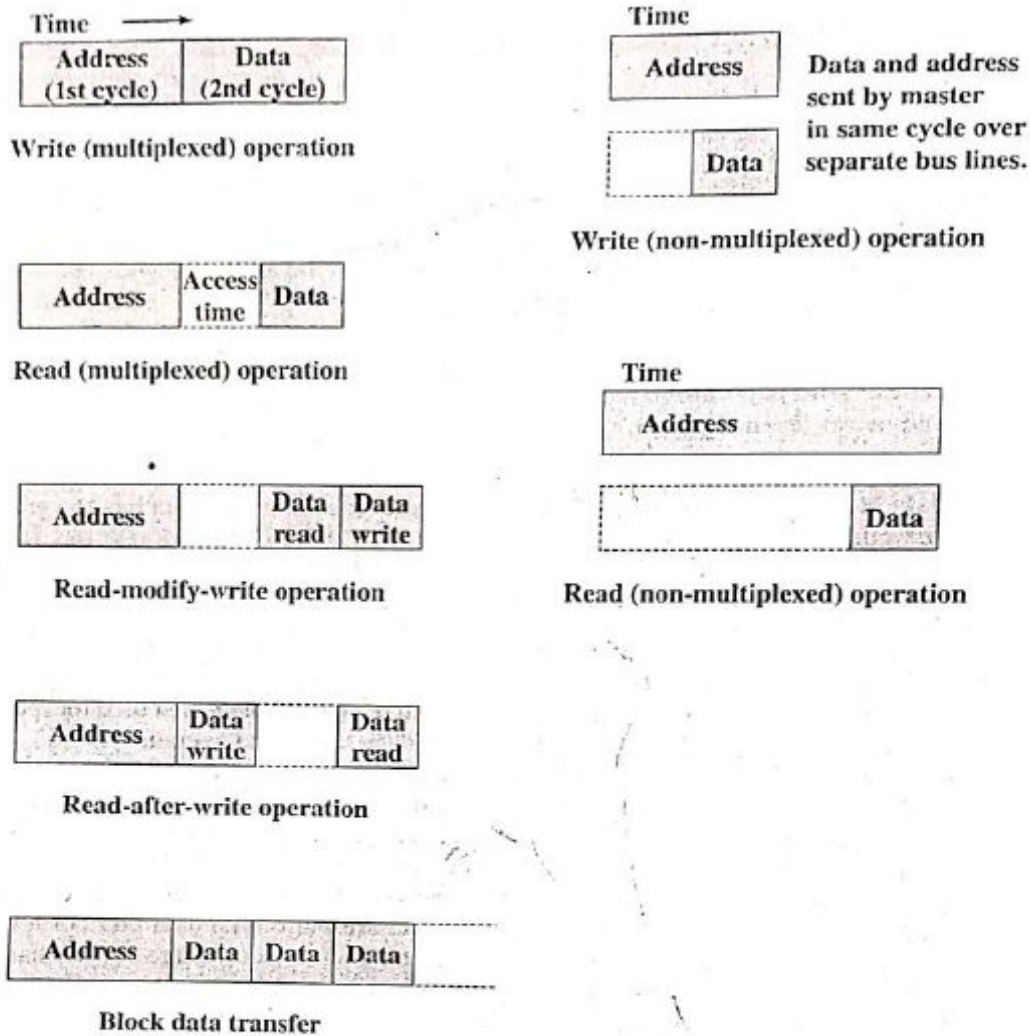 Time
Address Data
(1st cycle) (2nd cycle)
Write (multiplexed) operation
Address Access time Data
Read (multiplexed) operation
Address Data read Data write
Read-modify-write operation
Address Data write Data read
Read-after-write operation
Address Data Data Data
Block data transfer
Time
Address
Data
Data and address
sent by master
in same cycle over
separate bus lines.
Write (non-multiplexed) operation
Time
Address
Data
Read (non-multiplexed) operation